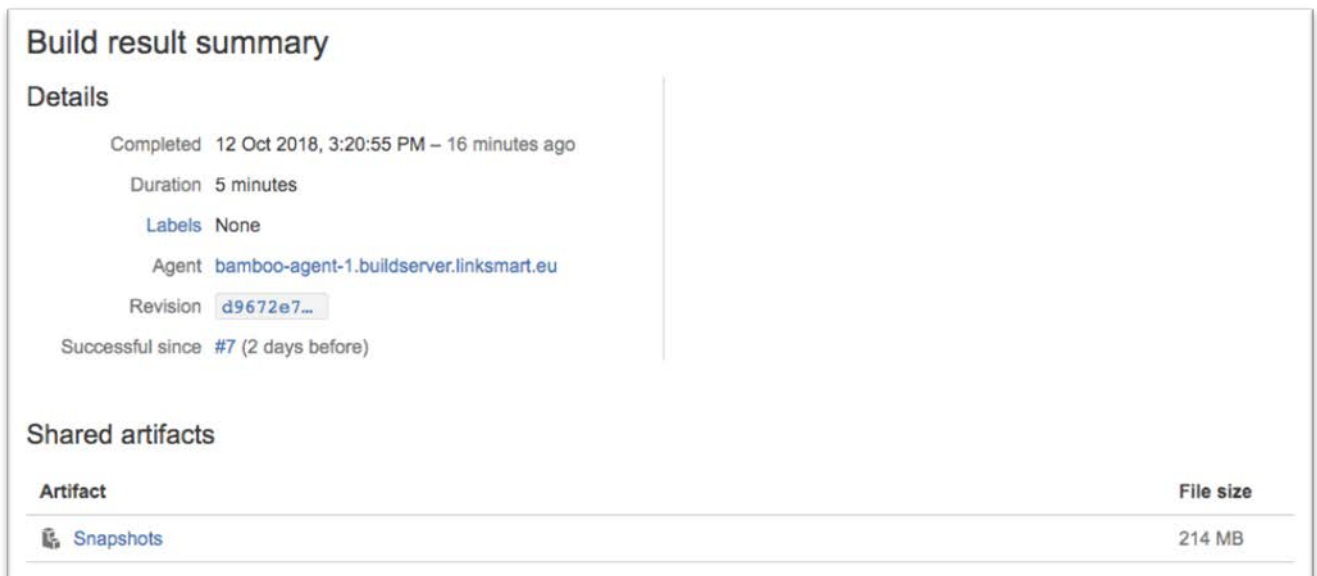 Build result summary
Details
Completed 12 Oct 2018, 3:20:55 PM – 16 minutes ago
Duration 5 minutes
Labels None
Agent bamboo-agent-1.buildserver.linksmart.eu
Revision d9672e7…
Successful since #7 (2 days before)
Shared artifacts
Artifact File size
Snapshots 214 MB